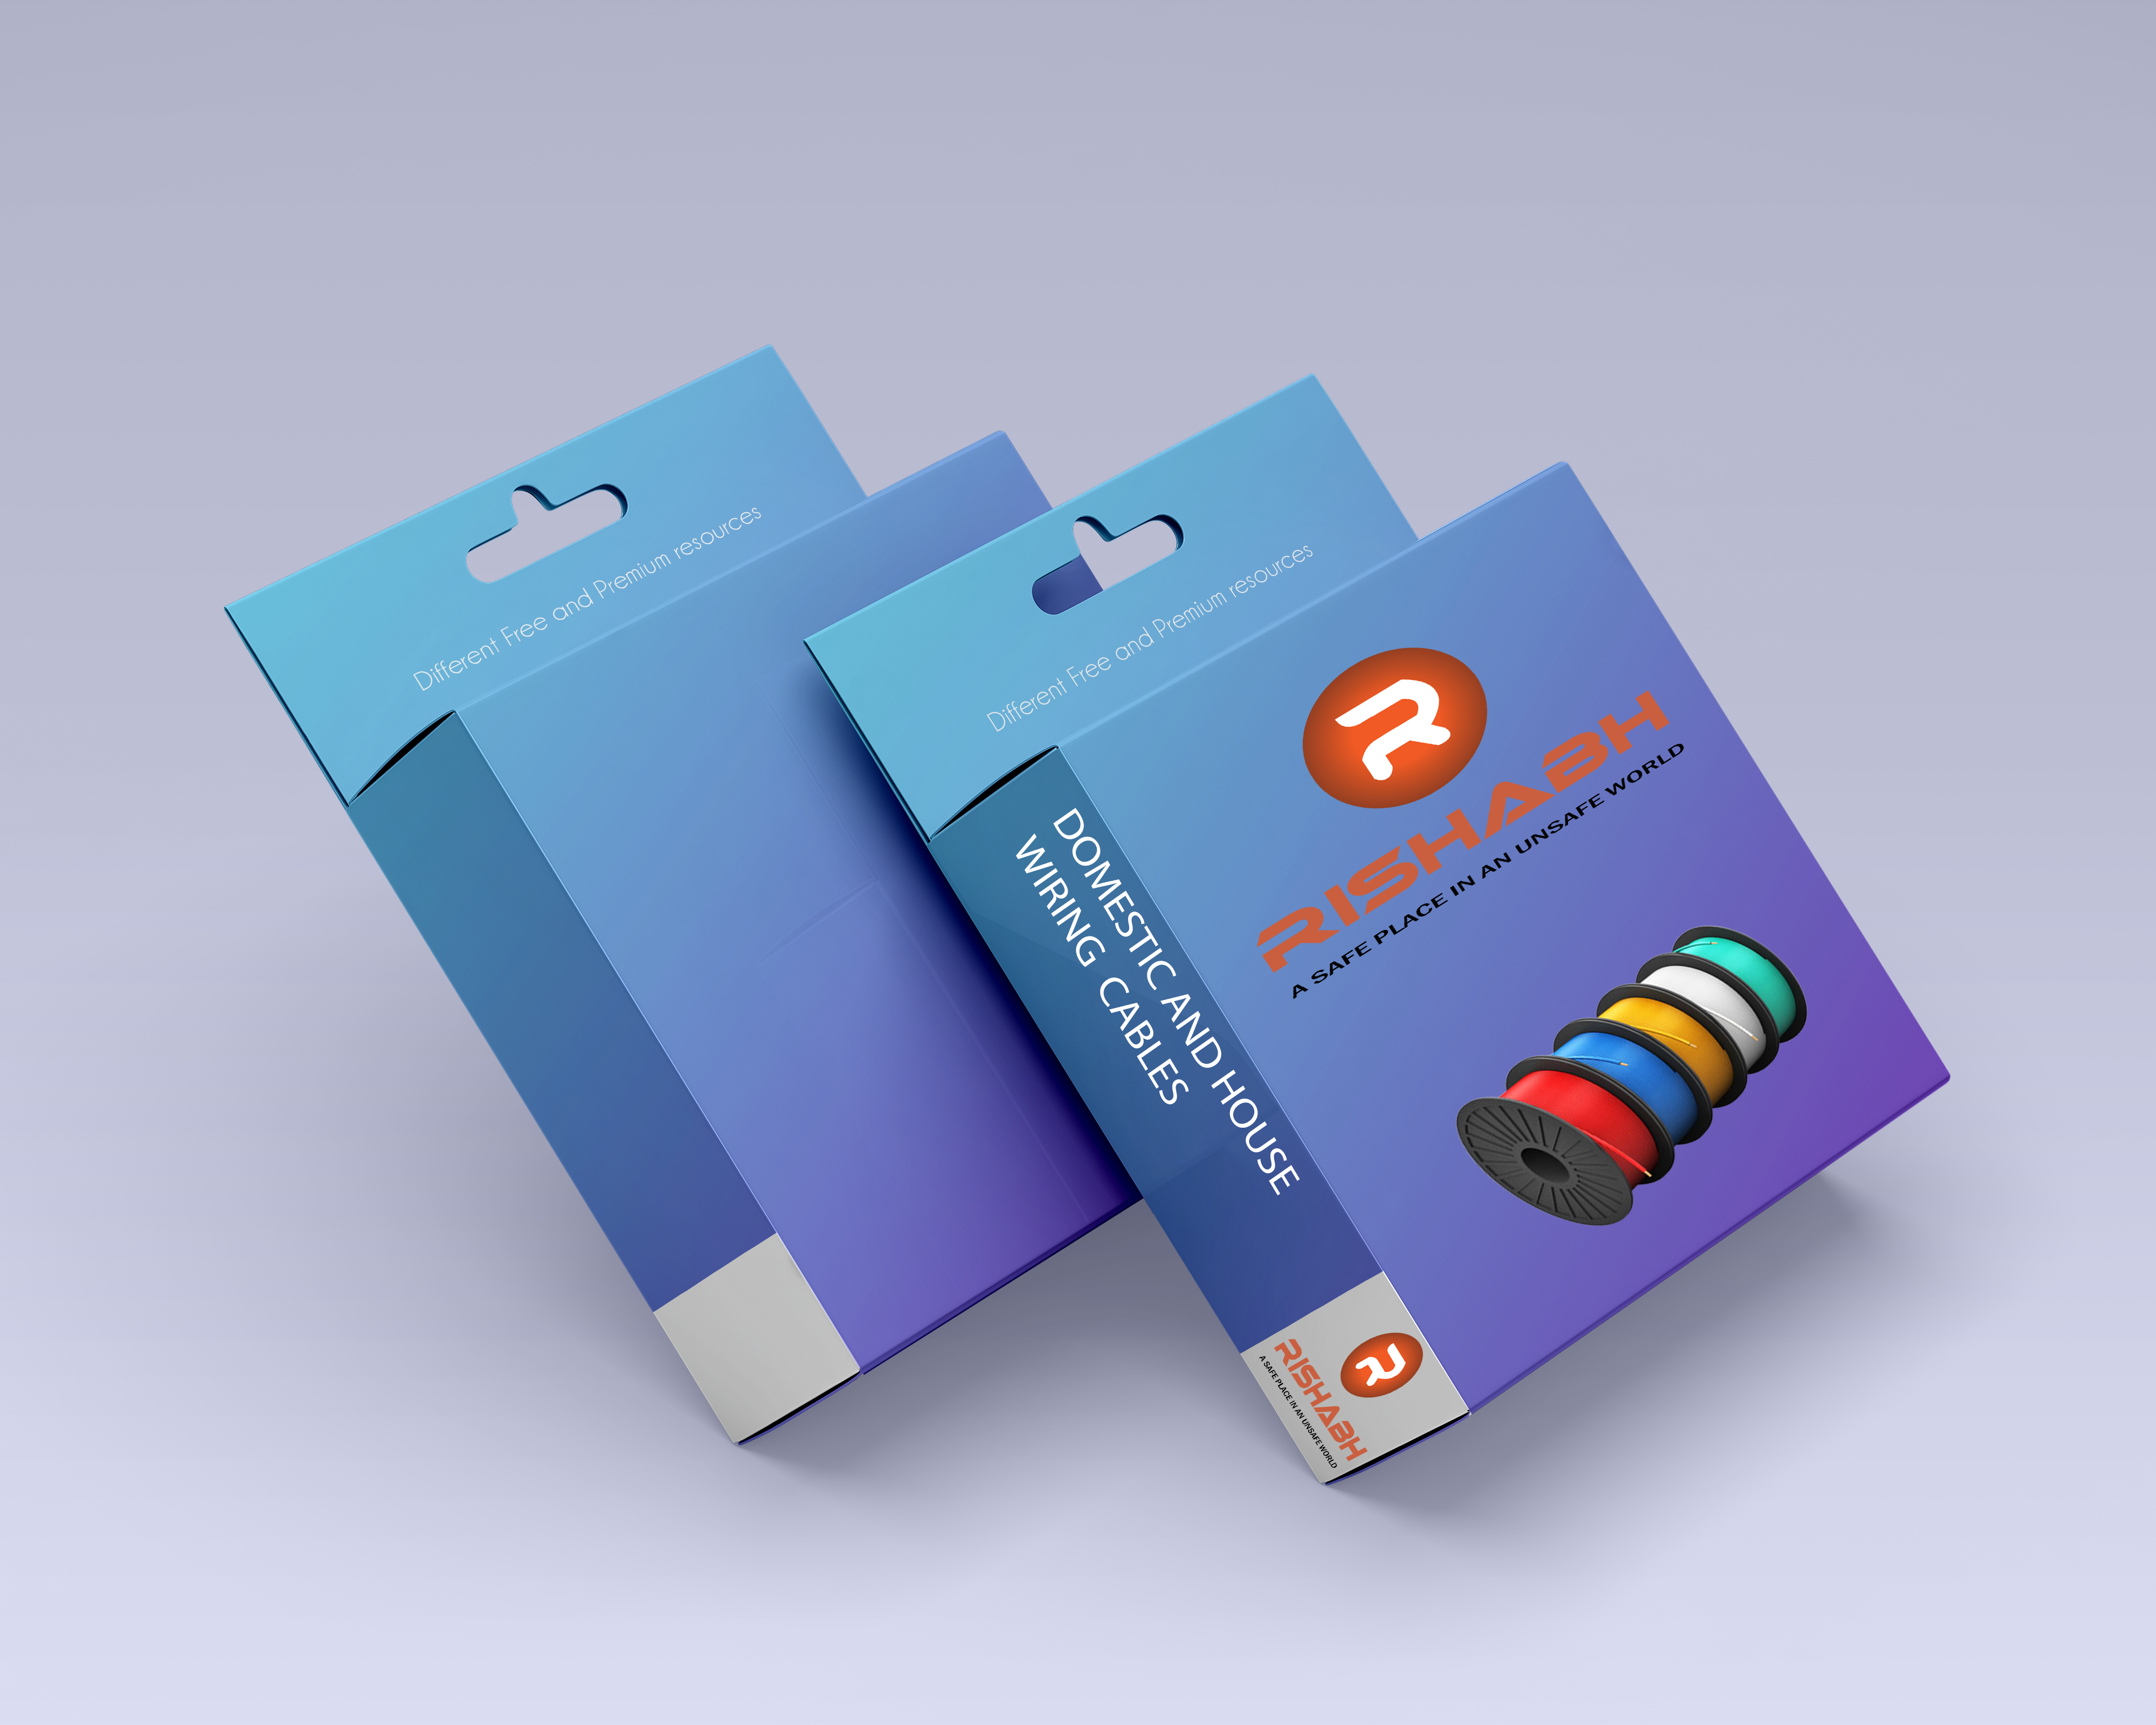 Different Free and Premium resources
Different Free and Premium resources
R
RISHABH
A SAFE PLACE IN AN UNSAFE WORLD
DOMESTIC AND HOUSE
WIRING CABLES
R
RISHABH
A SAFE PLACE IN AN UNSAFE WORLD